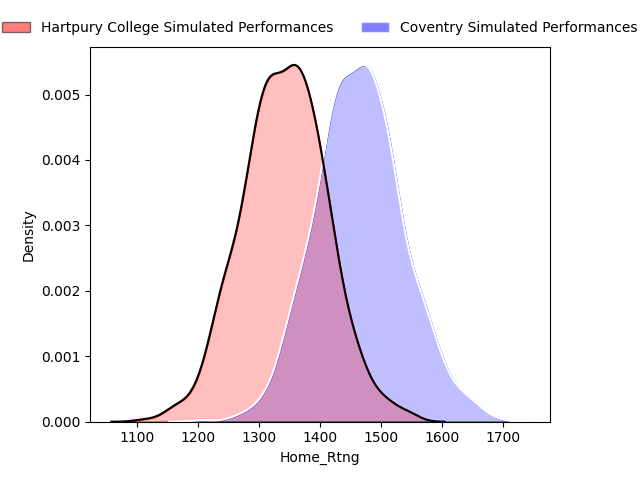 Hartpury College Simulated Performances Coventry Simulated Performances
0.005
0.004
0.003
0.002
0.001
0.000
Density
1100 1200 1300 1400 1500 1600 1700
Home_Rtng